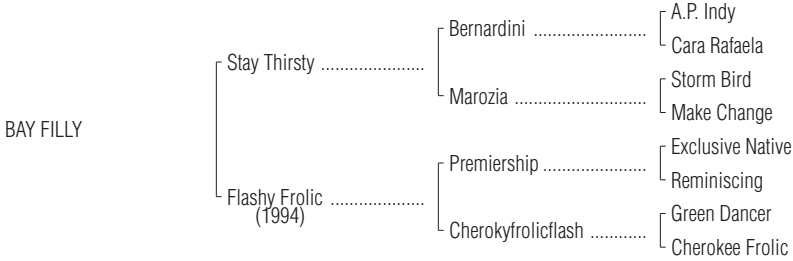 A.P. Indy
Bernardini ........................
Cara Rafaela
Stay Thirsty ......................
Storm Bird
Marozia ............................
Make Change
BAY FILLY
Exclusive Native
Premiership ......................
Reminiscing
Flashy Frolic ....................
(1994)
Green Dancer
Cherokyfrolicflash ............
Cherokee Frolic